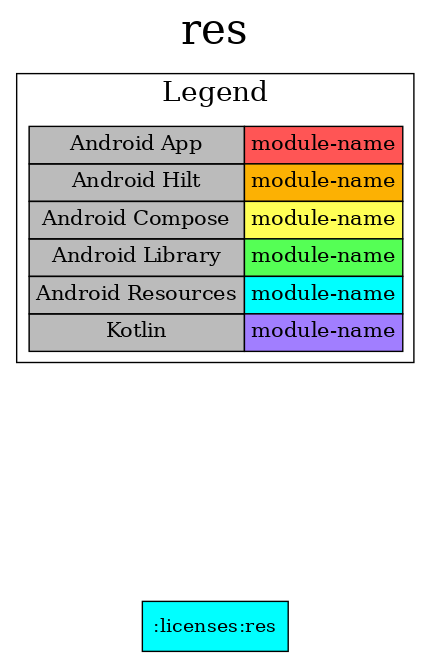 res
Legend
Android App module-name
Android Hilt module-name
Android Compose module-name
Android Library module-name
Android Resources module-name
Kotlin module-name
:licenses:res